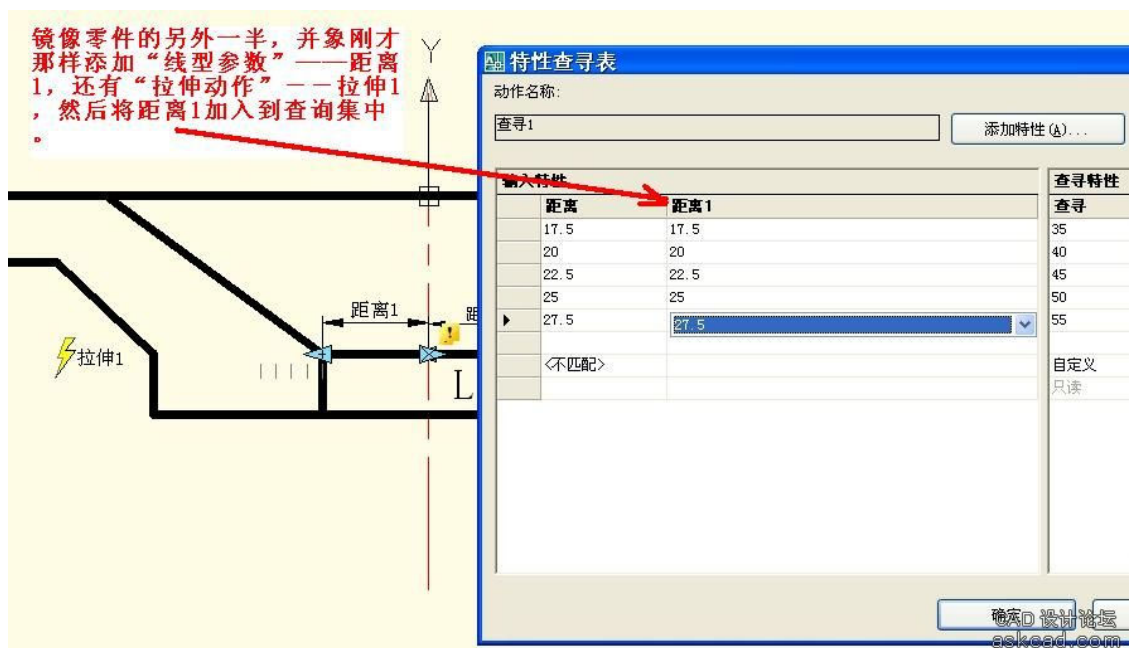 镜像零件的另外一半，并象刚才
那样添加“线型参数”——距离
1，还有“拉伸动作”－－拉伸1
，然后将距离1加入到查询集中
。
Y
距离1
距
拉伸1
L
特性查寻表
动作名称:
查寻1
添加特性(A)...
输入特性 查寻特性
距离 距离1 查寻
17.5 17.5 35
20 20 40
22.5 22.5 45
25 25 50
27.5 27.5 55
<不匹配> 自定义
只读
确定
CAD 设计论坛
askcad.com